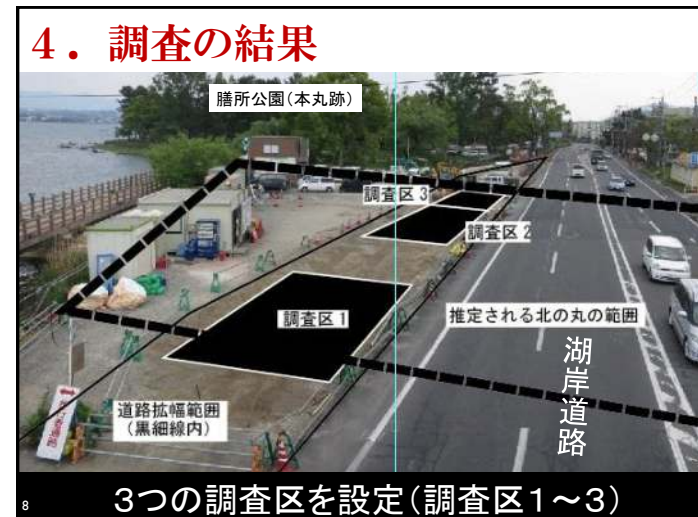 ４．調査の結果
膳所公園（本丸跡）
調査区３
調査区２
調査区１
推定される北の丸の範囲
湖岸道路
道路拡幅範囲
（黒細線内）
8
３つの調査区を設定（調査区１～３）